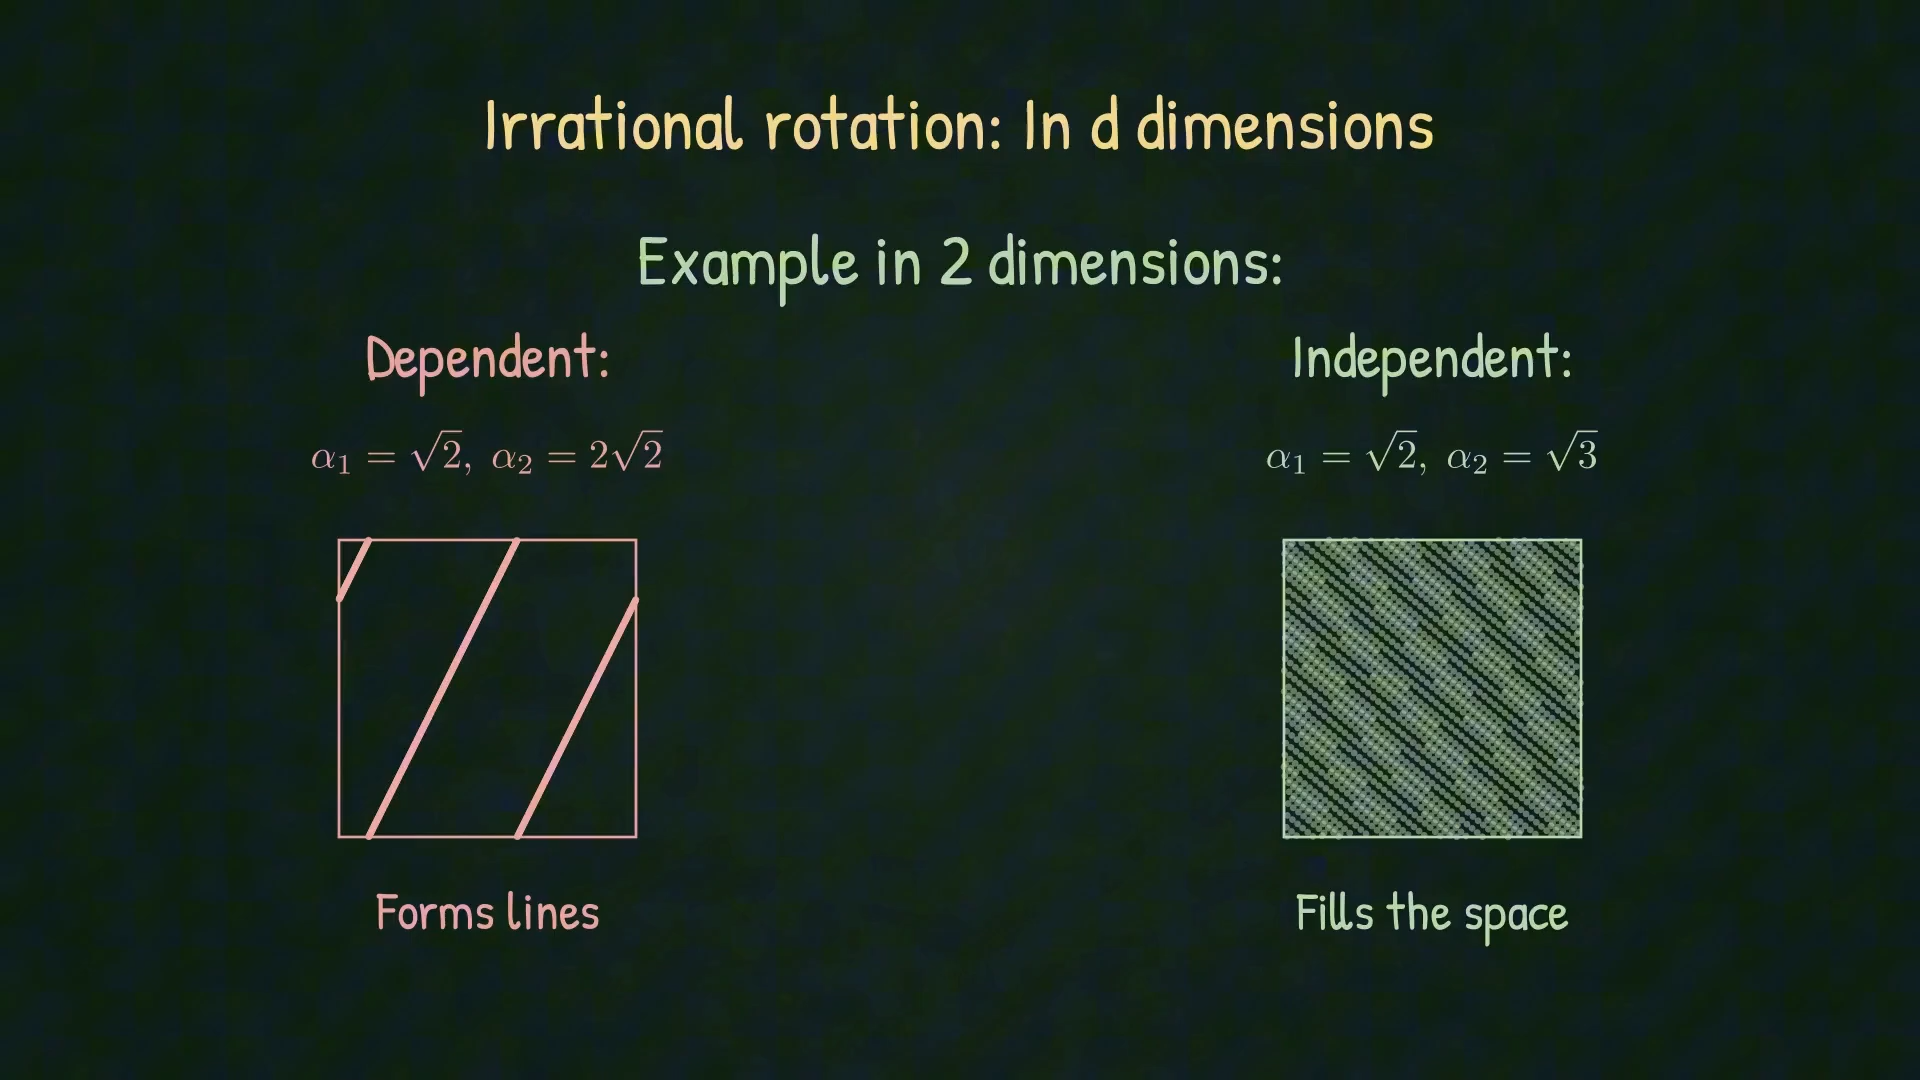 Irrational rotation: In d dimensions
Example in 2 dimensions:
Dependent:
α₁ = √2, α₂ = 2√2
Forms lines
Independent:
α₁ = √2, α₂ = √3
Fills the space